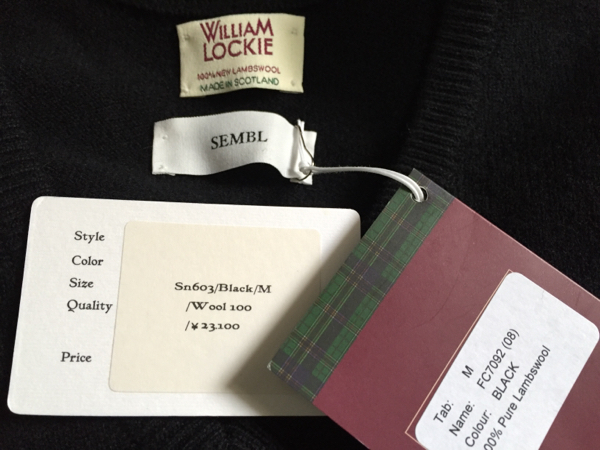 WILLIAM
LOCKIE
100% NEW LAMBSWOOL
MADE IN SCOTLAND
SEMBL
Style
Color
Size
Quality
Price
Sn603/Black/M
/Wool 100
/¥23.100
Tab: M
Name: FC7092 (08)
Colour: BLACK
00% Pure Lambswool